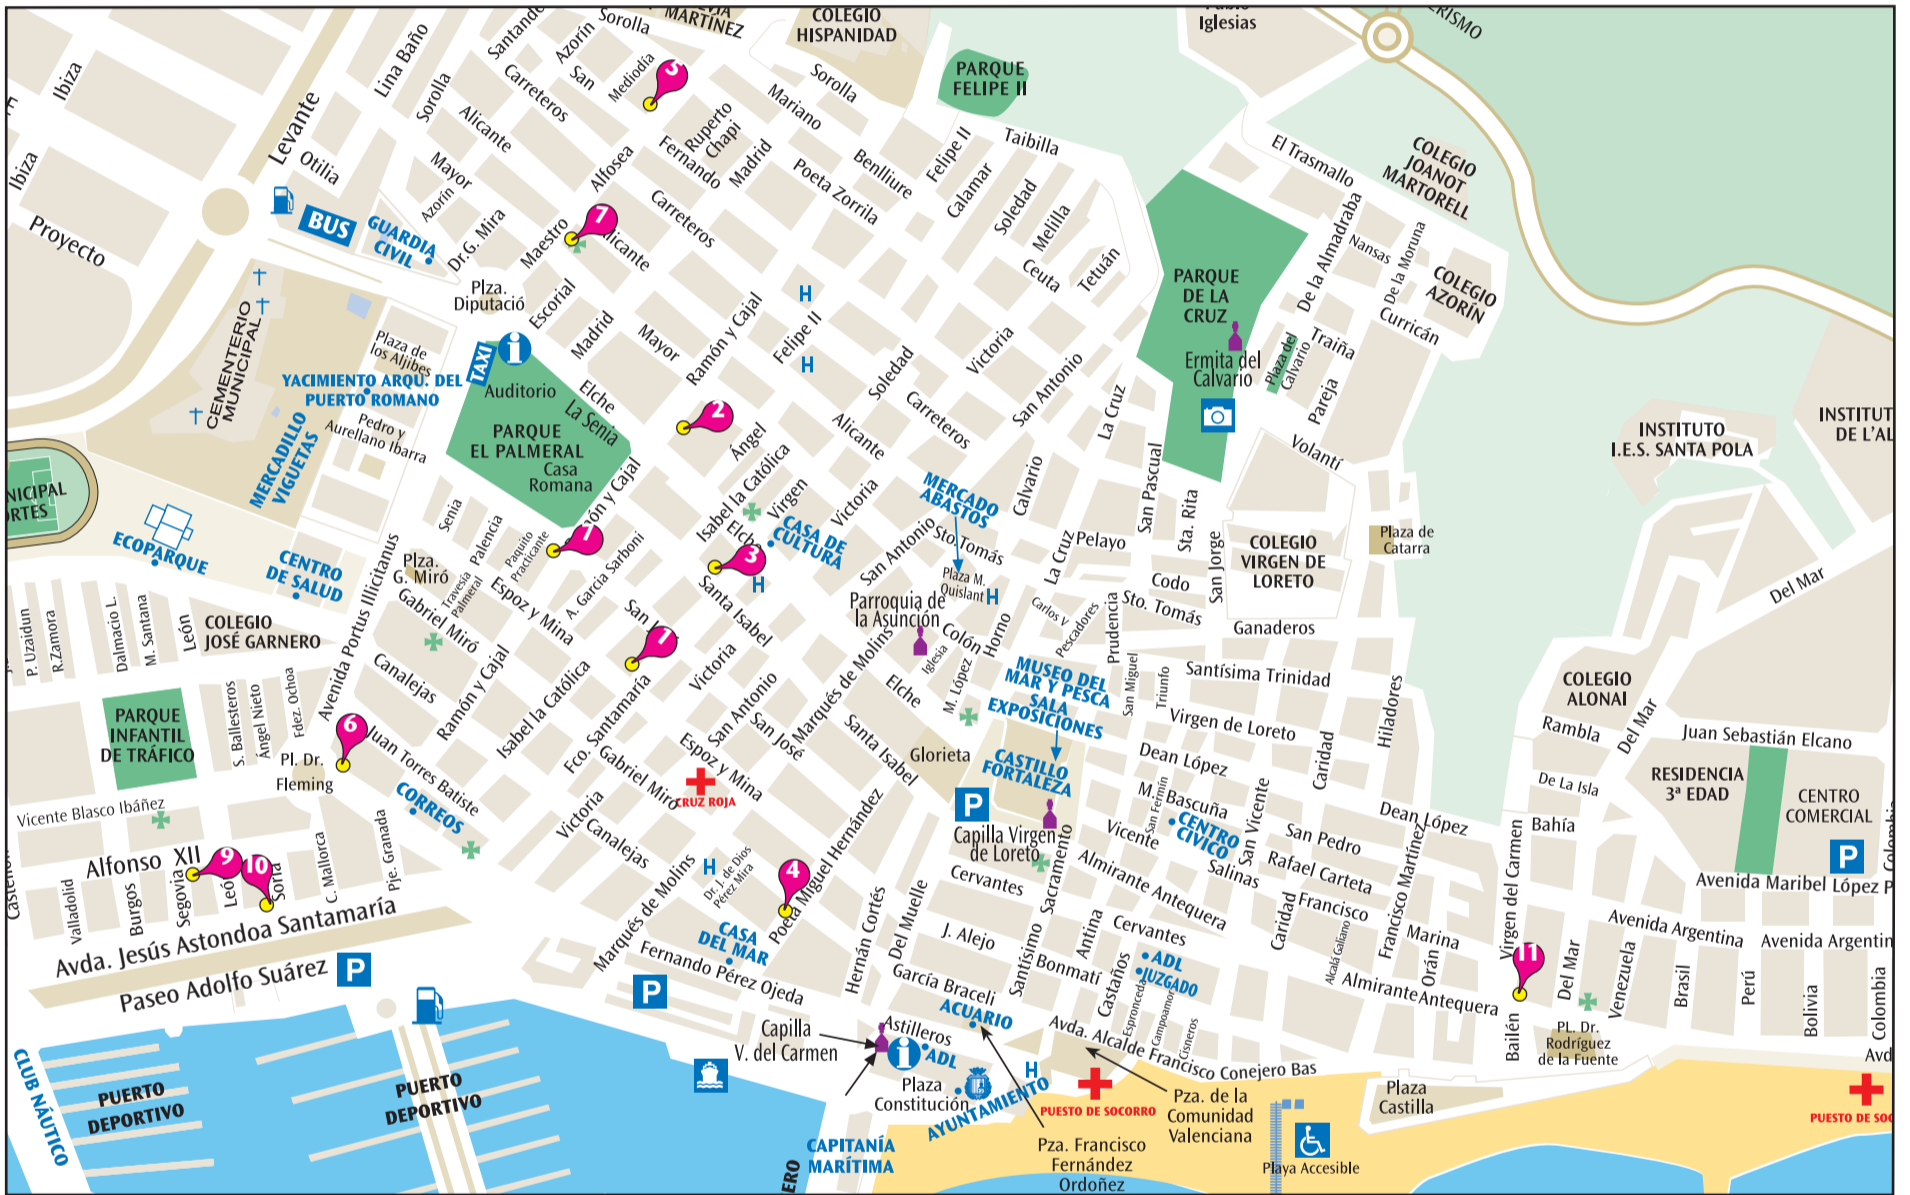 Sorolla
MARTÍNEZ
COLEGIO
HISPANIDAD
Iglesias
Ibiza
Ibiza
Lina Baño
Sorolla
Azorín
San
Mediodía
5
Carreteros
Alicante
Levante
Otilia
Mayor
Azorín
Dr.G. Mira
Maestro
Alfosea
Ruperto
Chapi
Fernando
Madrid
Mariano
Benlliure
Sorolla
Poeta Zorrila
PARQUE
FELIPE II
Felipe II
Taibilla
Calamar
Soledad
Melilla
Ceuta
Tetuán
El Trasmallo
COLEGIO
JOANOT
MARTORELL
De la Almadraba
Nansas
De la Moruna
COLEGIO
AZORÍN
Curricán
Traiña
Pareja
Volantí
PARQUE
DE LA
CRUZ
Ermita del
Calvario
Plaza del
Calvario
Proyecto
BUS
GUARDIA
CIVIL
7
Alicante
Carreteros
Plza.
Diputació
Escorial
Madrid
Mayor
Ramón y Cajal
Felipe II
H
H
Soledad
Victoria
San Antonio
La Cruz
Carreteros
Alicante
CEMENTERIO
MUNICIPAL
Plaza de
los Aljibes
TAXI
i
YACIMIENTO ARQU. DEL
PUERTO ROMANO
Pedro y
Aurellano Ibarra
MERCADILLO
VIGUETAS
Auditorio
PARQUE
EL PALMERAL
Casa
Romana
Elche
La Senia
2
Ángel
Isabel la Católica
Virgen
Elche
Victoria
CASA DE
CULTURA
3
H
MERCADO
ABASTOS
Calvario
San Pascual
Sta. Rita
San Jorge
COLEGIO
VIRGEN DE
LORETO
Plaza de
Catarra
INSTITUTO
I.E.S. SANTA POLA
INSTITUT
DE L'AL
NICIPAL
ORTES
ECOPARQUE
CENTRO
DE SALUD
Avenida Portus Illicitanus
Senia
Palencia
Paquito
Practicante
Travesía
Palmeral
Plza.
G. Miró
Gabriel Miró
Espoz y Mina
A. García Sarboni
7
San Antonio
Sto. Tomás
Plaza M.
Quislant
H
La Cruz
Pelayo
Codo
Sto. Tomás
Ganaderos
Carlos V
Pescadores
Prudencia
Horno
Colón
Parroquia de
la Asunción
Iglesia
M. López
Elche
Marqués de Molins
Santa Isabel
1
Victoria
San Antonio
San José
Santa Isabel
P. Uzaidun
R.Zamora
Dalmacio L.
M. Santana
León
COLEGIO
JOSÉ GARNERO
Canalejas
Ramón y Cajal
Isabel la Católica
Fco. Santamaría
Gabriel Miró
Espoz y Mina
CRUZ ROJA
PARQUE
INFANTIL
DE TRÁFICO
S. Ballesteros
Ángel Nieto
Fdez. Ochoa
Pl. Dr.
Fleming
6
Juan Torres Batiste
CORREOS
Victoria
Canalejas
Glorieta
MUSEO DEL
MAR Y PESCA
SALA
EXPOSICIONES
CASTILLO
FORTALEZA
P
Capilla Virgen
de Loreto
San Miguel
Triunfo
Santísima Trinidad
Virgen de Loreto
Dean López
M. Bascuña
San Fermín
CENTRO
CÍVICO
Vicente
Salinas
San Vicente
Caridad
Hiladores
Dean López
San Pedro
Rafael Carteta
Francisco
Marina
Orán
Francisco Martínez
Caridad
Alcalá Galiano
Almirante Antequera
Almirante Antequera
Cervantes
Cervantes
Sacramento
Santísimo
Antina
Castaños
ADL
JUZGADO
Espronceda
Campoamor
Cisneros
Bonmatí
J. Alejo
García Braceli
Del Muelle
Hernán Cortés
Poeta Miguel Hernández
4
H
Dr. J. de Dios
Pérez Mira
CASA
DEL MAR
Marqués de Molins
Fernando Pérez Ojeda
P
Vicente Blasco Ibáñez
Alfonso XII
9
10
Valladolid
Burgos
Segovia
Soria
C. Mallorca
Pje. Granada
Avda. Jesús Astondoa Santamaría
Paseo Adolfo Suárez
P
CLUB NÁUTICO
PUERTO
DEPORTIVO
PUERTO
DEPORTIVO
Capilla
V. del Carmen
Astilleros
i
ADL
Plaza
Constitución
AYUNTAMIENTO
ACUARIO
H
CAPITANÍA
MARÍTIMA
PUESTO DE SOCORRO
Avda. Alcalde Francisco Conejero Bas
Pza. de la
Comunidad
Valenciana
Pza. Francisco
Fernández
Ordoñez
Playa Accesible
Plaza
Castilla
COLEGIO
ALONAI
Rambla
Del Mar
Del Mar
Juan Sebastián Elcano
De La Isla
Bahía
RESIDENCIA
3ª EDAD
CENTRO
COMERCIAL
P
Avenida Maribel López P
Avenida Argentina
Avenida Argentin
Virgen del Carmen
11
Bailén
Del Mar
Venezuela
Brasil
Perú
Bolivia
Colombia
PL. Dr.
Rodríguez
de la Fuente
Avd
PUESTO DE SOC